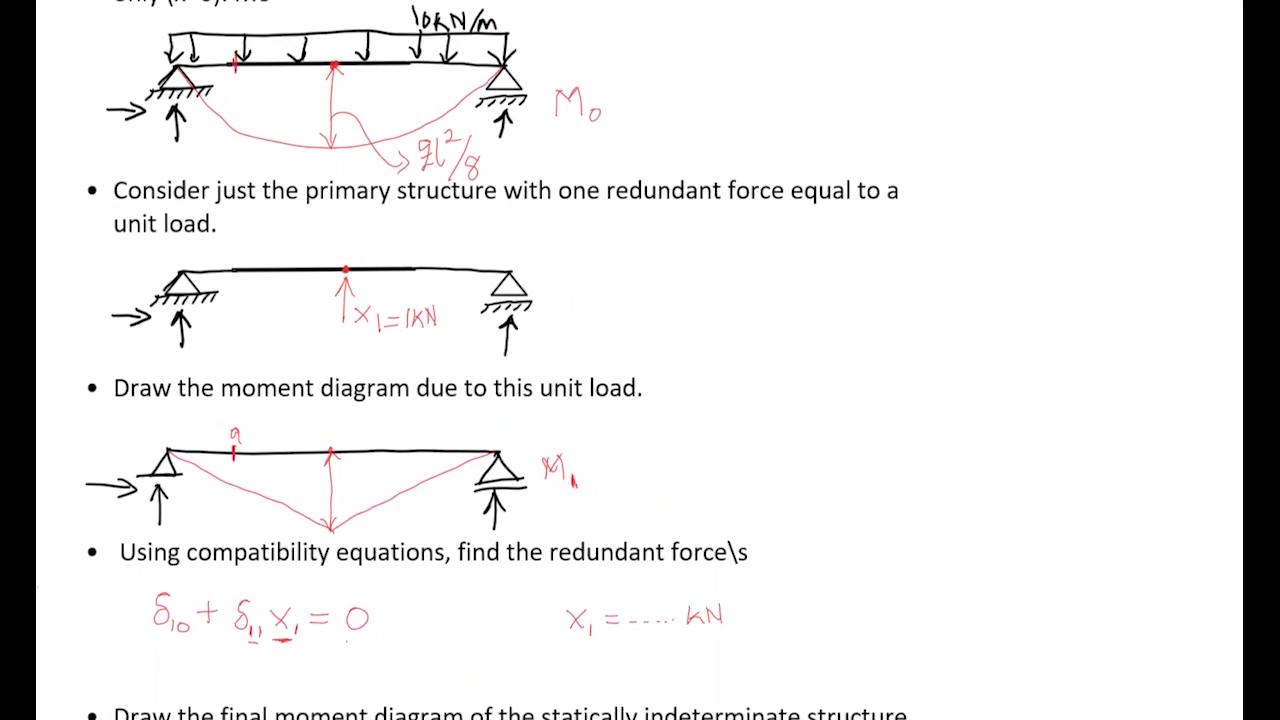 10kN/m
M₀
ql²/8
• Consider just the primary structure with one redundant force equal to a
unit load.
X₁=1KN
• Draw the moment diagram due to this unit load.
a
M₁
• Using compatibility equations, find the redundant force\s
δ₁₀ + δ₁₁ X₁ = 0
X₁ = ..... KN
• Draw the final moment diagram of the statically indeterminate structure